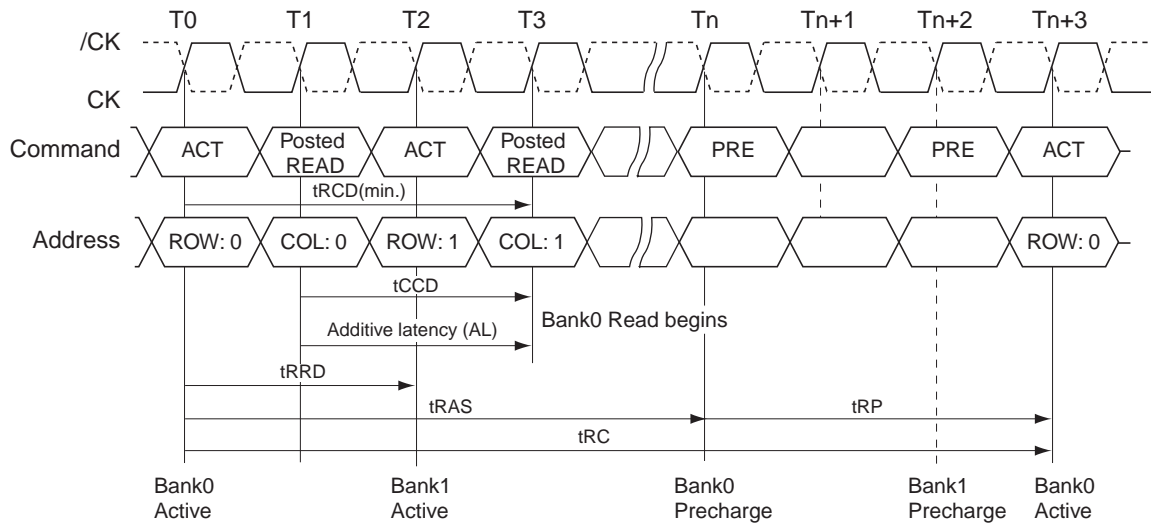 T0 T1 T2 T3 Tn Tn+1 Tn+2 Tn+3
/CK
CK
Command ACT Posted READ ACT Posted READ PRE PRE ACT
tRCD(min.)
Address ROW: 0 COL: 0 ROW: 1 COL: 1 ROW: 0
tCCD
Bank0 Read begins
Additive latency (AL)
tRRD
tRAS tRP
tRC
Bank0 Active
Bank1 Active
Bank0 Precharge
Bank1 Precharge
Bank0 Active